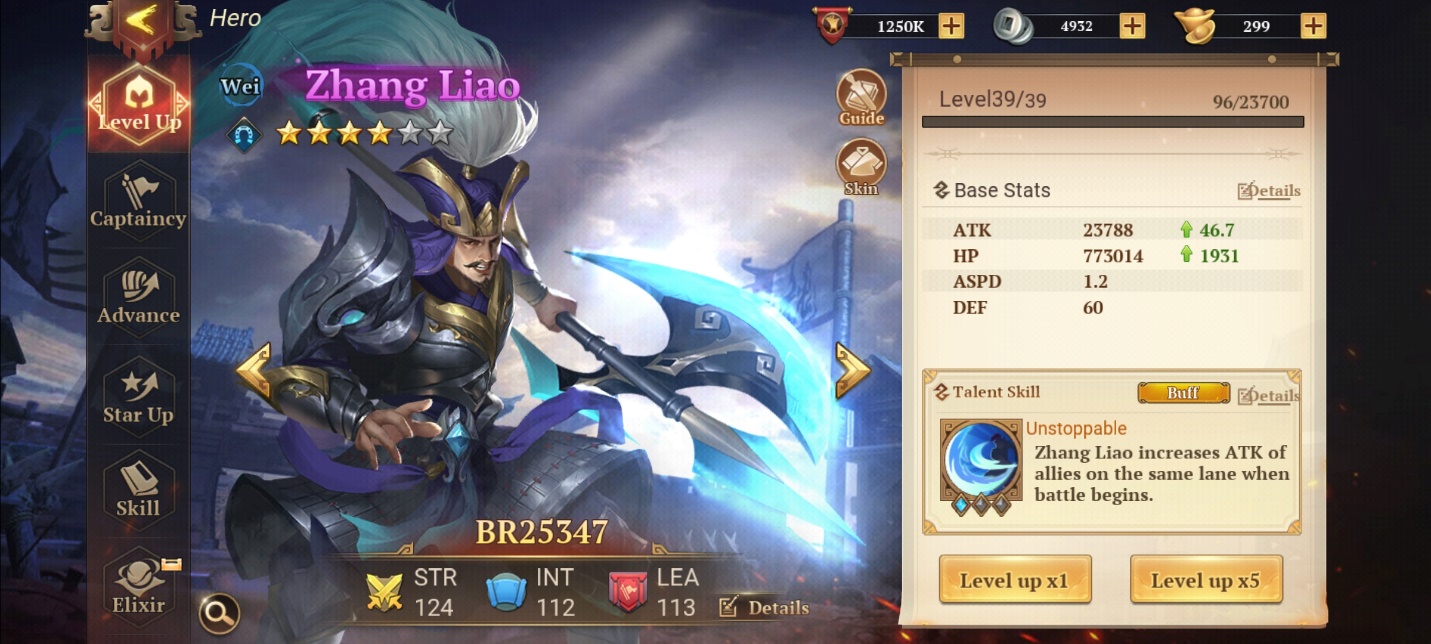 Hero
1250K
4932
299
Level Up
Captaincy
Advance
Star Up
Skill
Elixir
Wei
Zhang Liao
Guide
Skin
BR25347
STR
124
INT
112
LEA
113
Details
Level39/39
96/23700
Base Stats
Details
ATK 23788 46.7
HP 773014 1931
ASPD 1.2
DEF 60
Talent Skill
Buff
Details
Unstoppable
Zhang Liao increases ATK of
allies on the same lane when
battle begins.
Level up x1
Level up x5